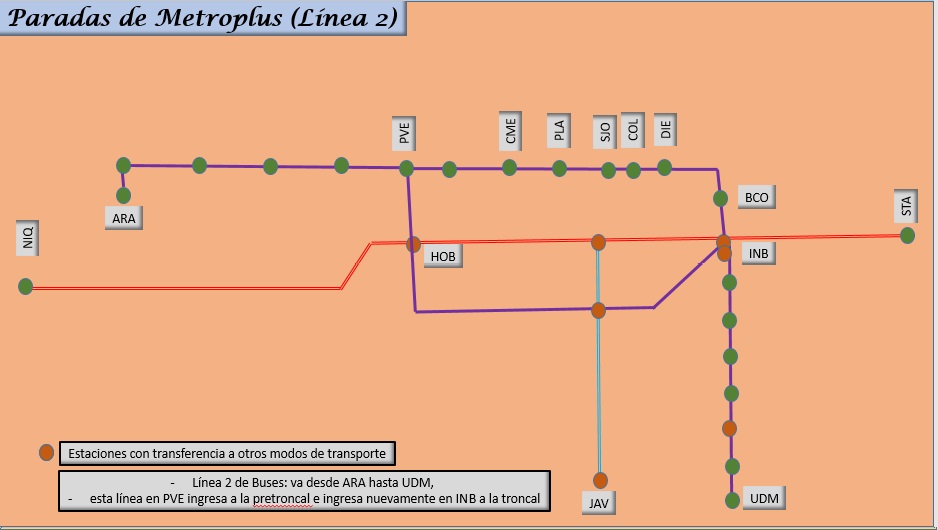 Paradas de Metroplus (Línea 2)
PVE
CME
PLA
SJO
COL
DIE
BCO
STA
ARA
NIQ
HOB
INB
Estaciones con transferencia a otros modos de transporte
- Línea 2 de Buses: va desde ARA hasta UDM,
- esta línea en PVE ingresa a la pretroncal e ingresa nuevamente en INB a la troncal
JAV
UDM